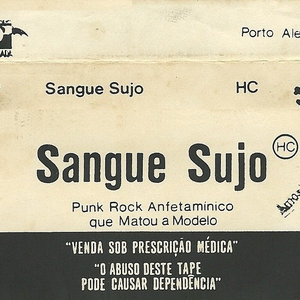 Porto Ale
Sangue Sujo HC
Sangue Sujo HC
Punk Rock Anfetamínico
que Matou a Modelo
"VENDA SOB PRESCRIÇÃO MÉDICA"
"O ABUSO DESTE TAPE
PODE CAUSAR DEPENDÊNCIA"